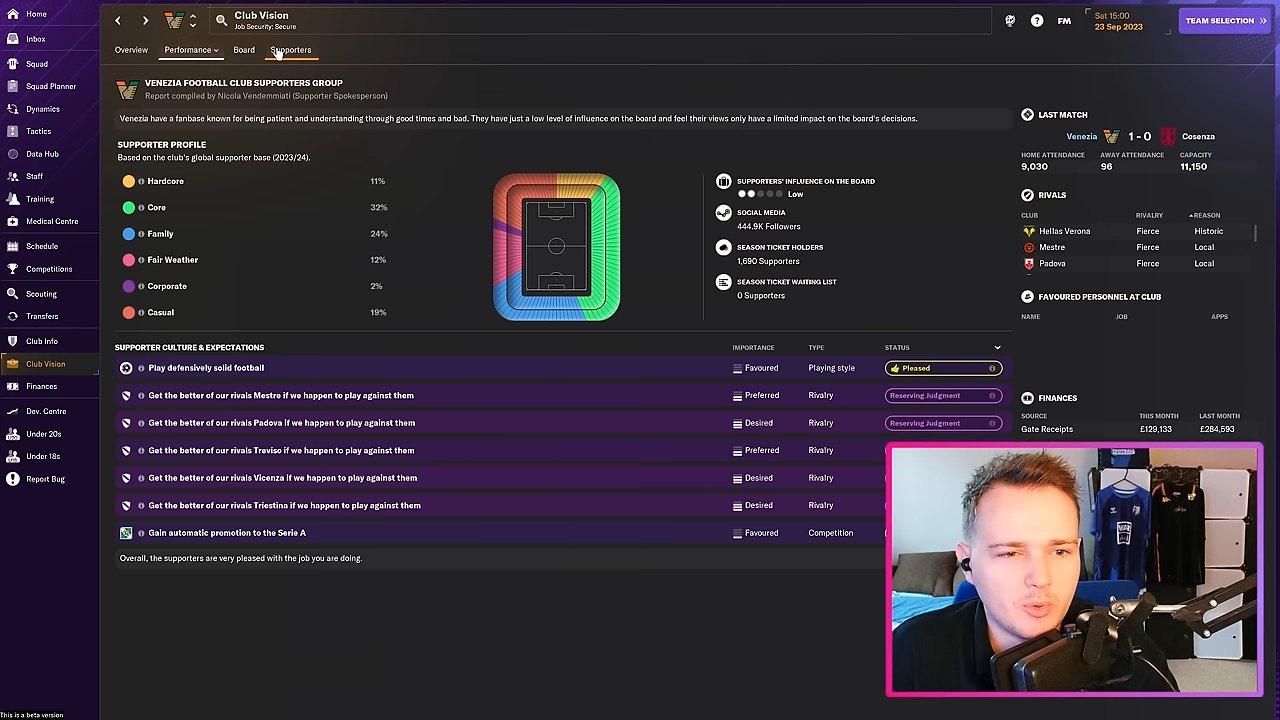 Club Vision
Job Security: Secure
FM
Sat 15:00
23 Sep 2023
TEAM SELECTION
Overview
Performance
Board
Supporters
Home
Inbox
Squad
Squad Planner
Dynamics
Tactics
Data Hub
Staff
Training
Medical Centre
Schedule
Competitions
Scouting
Transfers
Club Info
Club Vision
Finances
Dev. Centre
Under 20s
Under 18s
Report Bug
This is a beta version
VENEZIA FOOTBALL CLUB SUPPORTERS GROUP
Report compiled by Nicola Vendemmiati (Supporter Spokesperson)
Venezia have a fanbase known for being patient and understanding through good times and bad. They have just a low level of influence on the board and feel their views only have a limited impact on the board's decisions.
SUPPORTER PROFILE
Based on the club's global supporter base (2023/24).
Hardcore 11%
Core 32%
Family 24%
Fair Weather 12%
Corporate 2%
Casual 19%
SUPPORTERS' INFLUENCE ON THE BOARD
Low
SOCIAL MEDIA
444.9K Followers
SEASON TICKET HOLDERS
1,690 Supporters
SEASON TICKET WAITING LIST
0 Supporters
SUPPORTER CULTURE & EXPECTATIONS IMPORTANCE TYPE STATUS
Play defensively solid football Favoured Playing style Pleased
Get the better of our rivals Mestre if we happen to play against them Preferred Rivalry Reserving Judgment
Get the better of our rivals Padova if we happen to play against them Desired Rivalry Reserving Judgment
Get the better of our rivals Treviso if we happen to play against them Preferred Rivalry
Get the better of our rivals Vicenza if we happen to play against them Desired Rivalry
Get the better of our rivals Triestina if we happen to play against them Desired Rivalry
Gain automatic promotion to the Serie A Favoured Competition
Overall, the supporters are very pleased with the job you are doing.
LAST MATCH
Venezia 1 - 0 Cosenza
HOME ATTENDANCE AWAY ATTENDANCE CAPACITY
9,030 96 11,150
RIVALS
CLUB RIVALRY REASON
Hellas Verona Fierce Historic
Mestre Fierce Local
Padova Fierce Local
FAVOURED PERSONNEL AT CLUB
NAME JOB APPS
FINANCES
SOURCE THIS MONTH LAST MONTH
Gate Receipts £129,133 £284,593